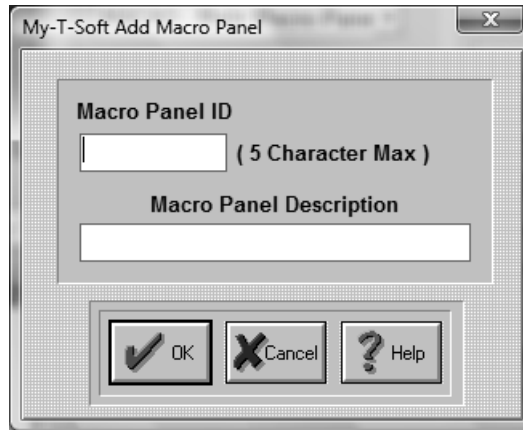 My-T-Soft Add Macro Panel
Macro Panel ID
( 5 Character Max )
Macro Panel Description
OK
Cancel
Help